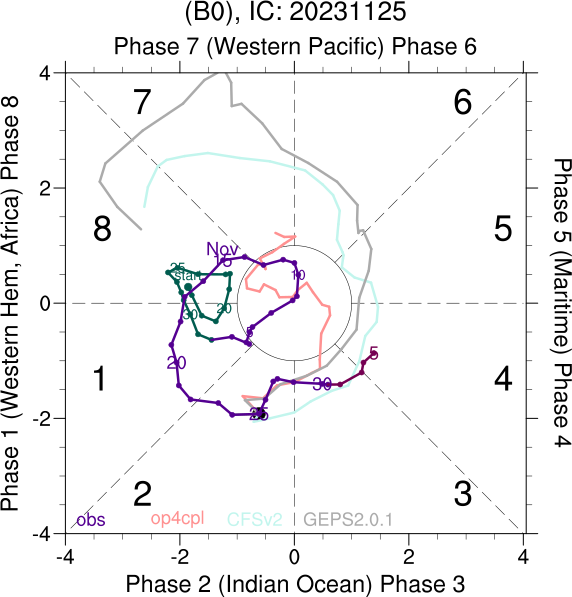 (B0), IC: 20231125
Phase 7 (Western Pacific) Phase 6
4
7
6
2
8
5
Nov
15
25
start
10
0
20
30
5
20
5
1
30
4
-2
25
2
3
obs
op4cpl
CFSv2
GEPS2.0.1
-4
-4
-2
0
2
4
Phase 2 (Indian Ocean) Phase 3
Phase 1 (Western Hem, Africa) Phase 8
Phase 5 (Maritime) Phase 4